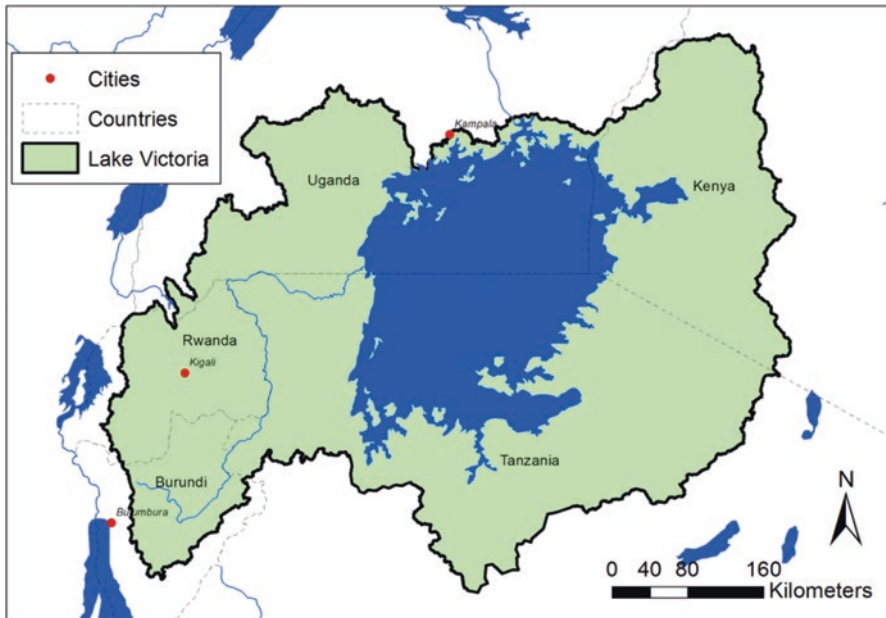 Cities
Countries
Lake Victoria
Kampala
Uganda
Kenya
Rwanda
Kigali
Burundi
Bujumbura
Tanzania
N
0 40 80 160
Kilometers